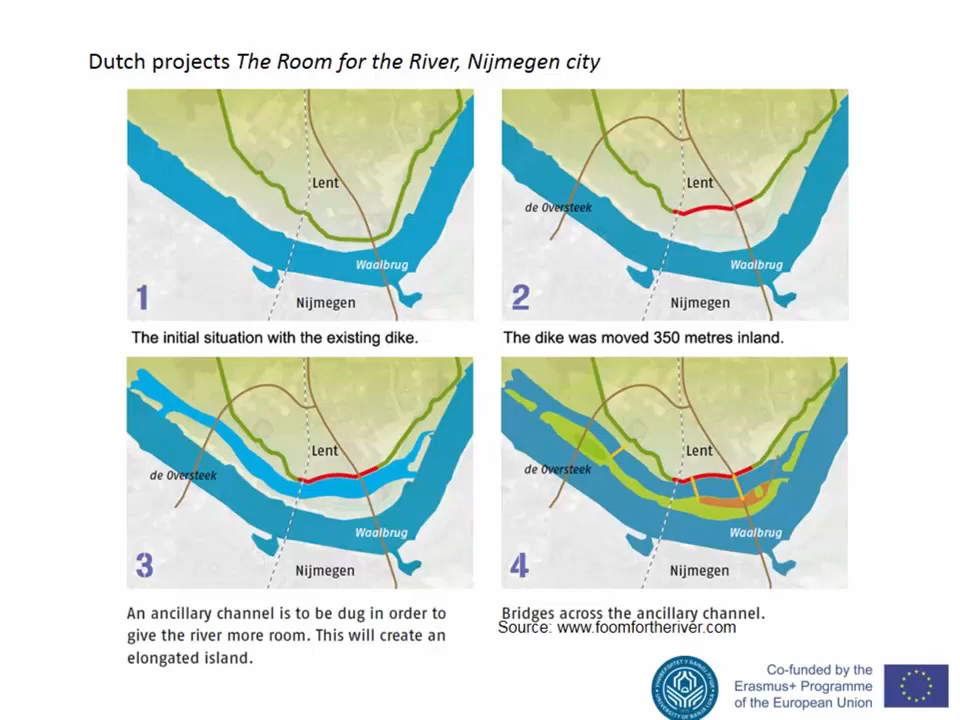 Dutch projects The Room for the River, Nijmegen city
Lent
Waalbrug
Nijmegen
1
The initial situation with the existing dike.
Lent
de Oversteek
Waalbrug
Nijmegen
2
The dike was moved 350 metres inland.
Lent
de Oversteek
Waalbrug
Nijmegen
3
An ancillary channel is to be dug in order to
give the river more room. This will create an
elongated island.
Lent
de Oversteek
Waalbrug
Nijmegen
4
Bridges across the ancillary channel.
Source: www.foomfortheriver.com
Co-funded by the
Erasmus+ Programme
of the European Union